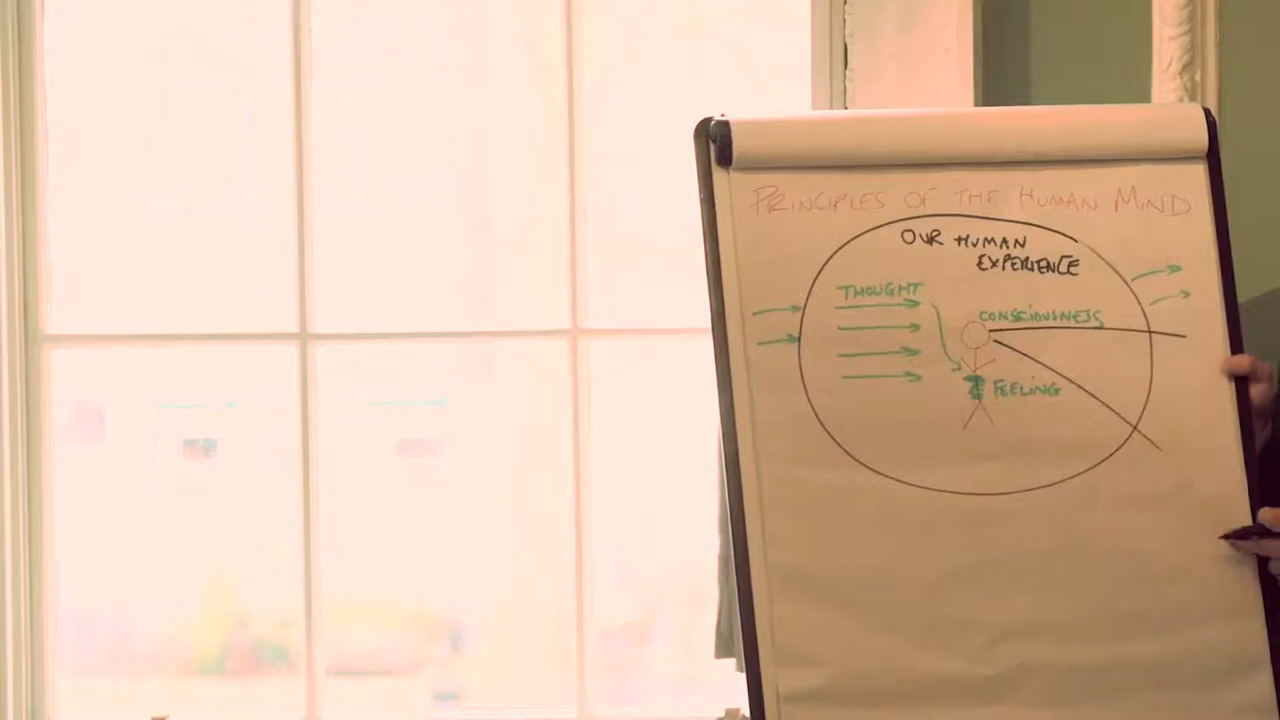 PRINCIPLES OF THE HUMAN MIND
OUR HUMAN
EXPERIENCE
THOUGHT
CONSCIOUSNESS
FEELING